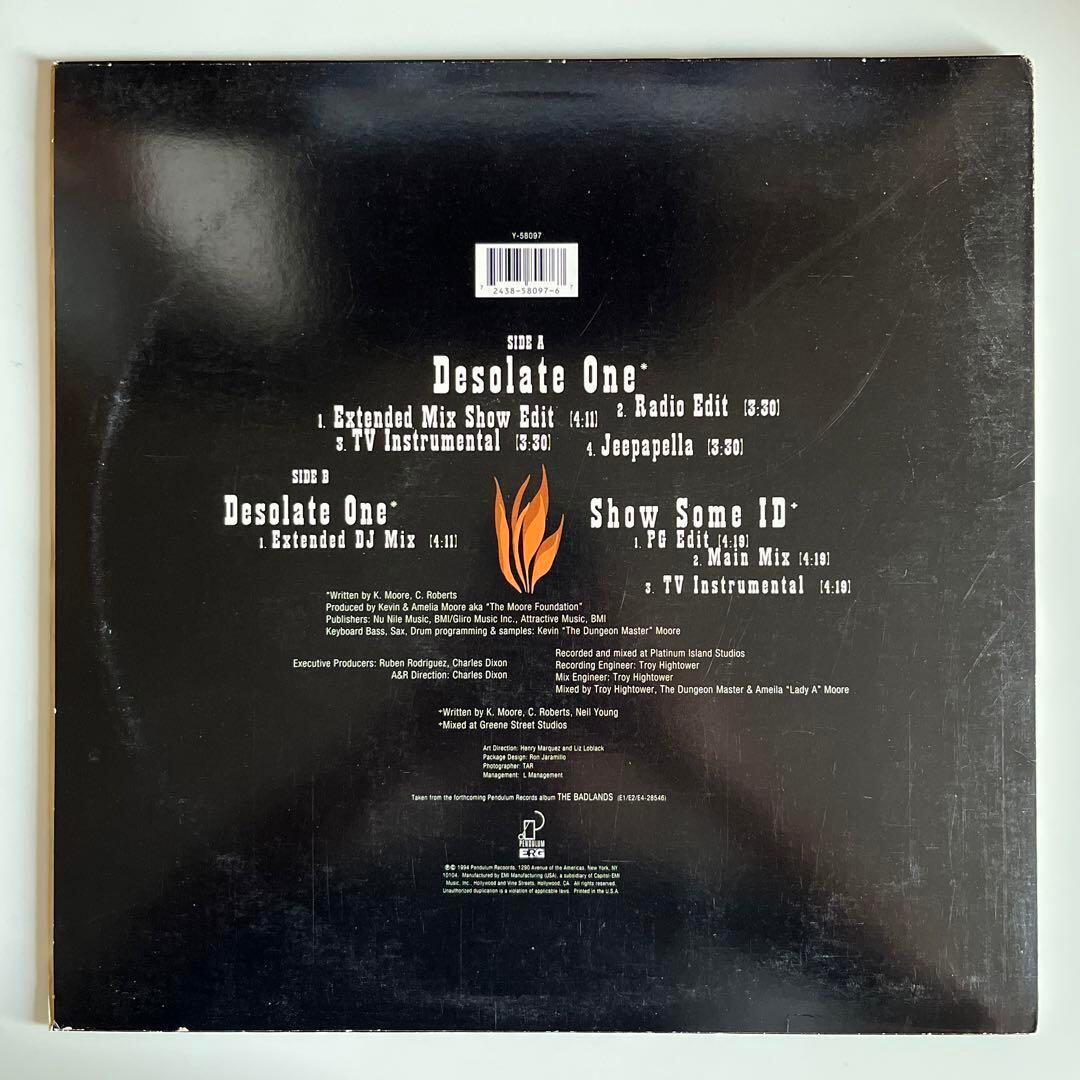 Y-58097
7 2438-58097-6 7
SIDE A
Desolate One*
1. Extended Mix Show Edit [4:11] 2. Radio Edit [3:30]
3. TV Instrumental [3:30] 4. Jeepapella [3:30]
SIDE B
Desolate One*
1. Extended DJ Mix [4:11]
Show Some ID+
1. PG Edit [4:19]
2. Main Mix [4:19]
3. TV Instrumental [4:19]
*Written by K. Moore, C. Roberts
Produced by Kevin & Amelia Moore aka "The Moore Foundation"
Publishers: Nu Nile Music, BMI/Gliro Music Inc., Attractive Music, BMI
Keyboard Bass, Sax, Drum programming & samples: Kevin "The Dungeon Master" Moore
Executive Producers: Ruben Rodriguez, Charles Dixon
A&R Direction: Charles Dixon
Recorded and mixed at Platinum Island Studios
Recording Engineer: Troy Hightower
Mix Engineer: Troy Hightower
Mixed by Troy Hightower, The Dungeon Master & Ameila "Lady A" Moore
+Written by K. Moore, C. Roberts, Neil Young
+Mixed at Greene Street Studios
Art Direction: Henry Marquez and Liz Loblack
Package Design: Ron Jaramillo
Photographer: TAR
Management: L Management
Taken from the forthcoming Pendulum Records album THE BADLANDS (E1/E2/E4-28546)
PENDULUM
ERG
℗© 1994 Pendulum Recoords, 1290 Avenue of the Americas, New York, NY
10104. Manufactured by EMI Manufacturing (USA), a subsidiary of Capitol-EMI
Music, Inc., Hollywood and Vine Streets, Hollywood, CA. All rights reserved.
Unauthorized duplication is a violation of applicable laws. Printed in the U.S.A.